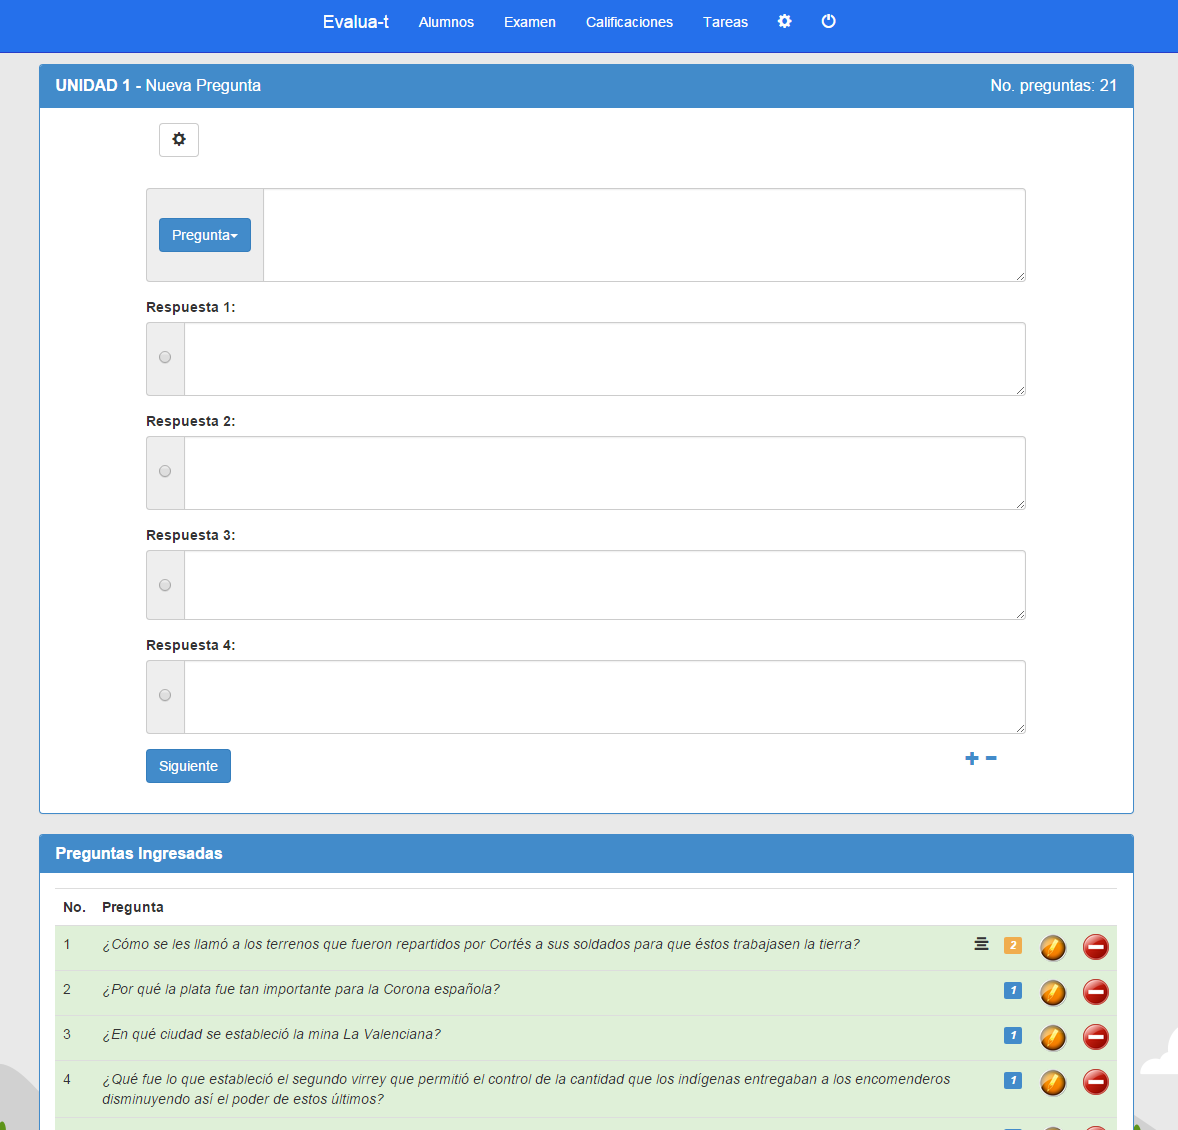 Evalua-t Alumnos Examen Calificaciones Tareas
UNIDAD 1 - Nueva Pregunta No. preguntas: 21
Pregunta
Respuesta 1:
Respuesta 2:
Respuesta 3:
Respuesta 4:
Siguiente
Preguntas Ingresadas
No. Pregunta
1 ¿Cómo se les llamó a los terrenos que fueron repartidos por Cortés a sus soldados para que éstos trabajasen la tierra? 2
2 ¿Por qué la plata fue tan importante para la Corona española? 1
3 ¿En qué ciudad se estableció la mina La Valenciana? 1
4 ¿Qué fue lo que estableció el segundo virrey que permitió el control de la cantidad que los indígenas entregaban a los encomenderos 1
disminuyendo así el poder de estos últimos?